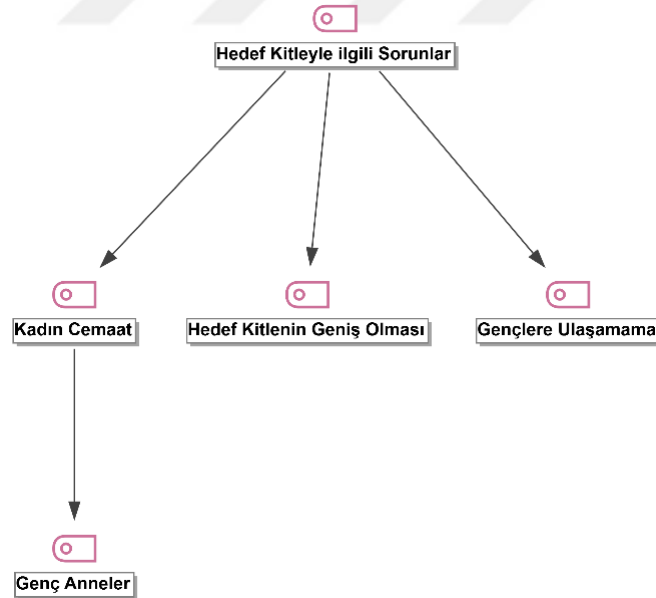 Hedef Kitleyle ilgili Sorunlar
Kadın Cemaat
Hedef Kitlenin Geniş Olması
Gençlere Ulaşamama
Genç Anneler